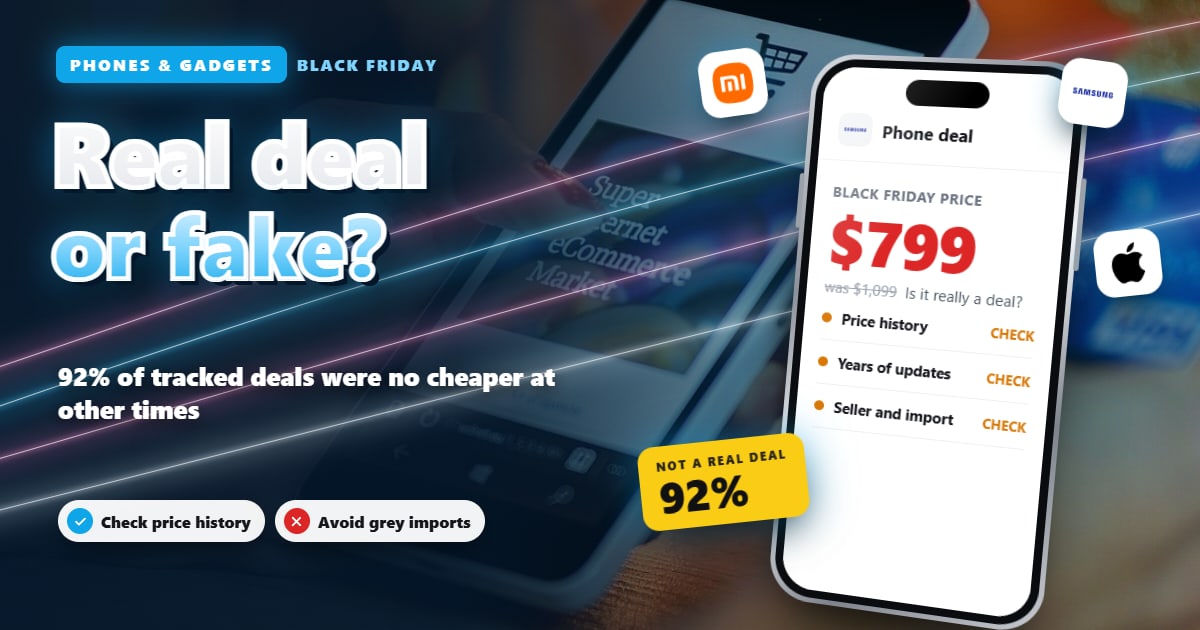 PHONES & GADGETS BLACK FRIDAY
Real deal
or fake?
92% of tracked deals were no cheaper at
other times
Check price history
Avoid grey imports
Super
ernet
eCommerce
Market
SAMSUNG
SAMSUNG
Phone deal
BLACK FRIDAY PRICE
$799
was $1,099 Is it really a deal?
Price history CHECK
Years of updates CHECK
Seller and import CHECK
NOT A REAL DEAL
92%